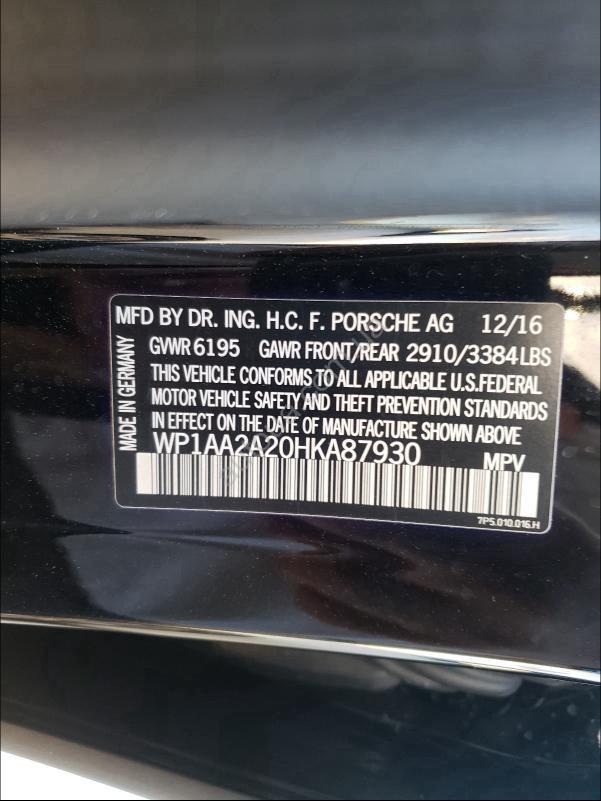 MFD BY DR. ING. H.C. F. PORSCHE AG 12/16
GVWR 6195 GAWR FRONT/REAR 2910/3384 LBS
THIS VEHICLE CONFORMS TO ALL APPLICABLE U.S.FEDERAL
MOTOR VEHICLE SAFETY AND THEFT PREVENTION STANDARDS
IN EFFECT ON THE DATE OF MANUFACTURE SHOWN ABOVE
WP1AA2A20HKA87930 MPV
7P5.010.016.H
MADE IN GERMANY